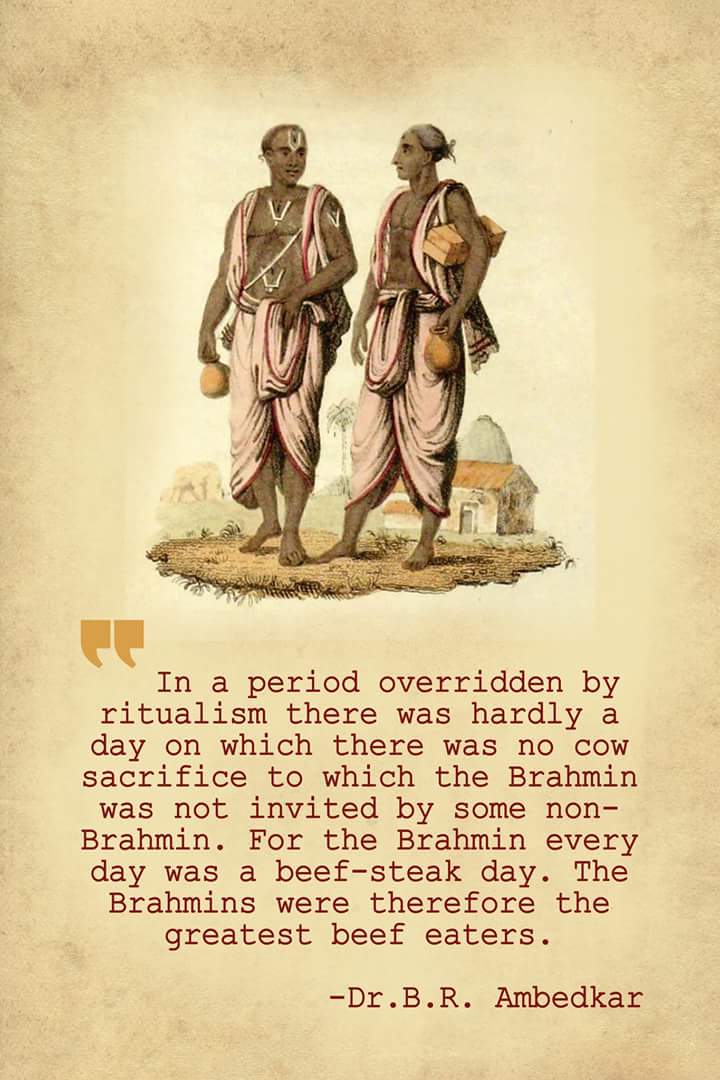 ❝
In a period overridden by
ritualism there was hardly a
day on which there was no cow
sacrifice to which the Brahmin
was not invited by some non-
Brahmin. For the Brahmin every
day was a beef-steak day. The
Brahmins were therefore the
greatest beef eaters.
-Dr.B.R. Ambedkar